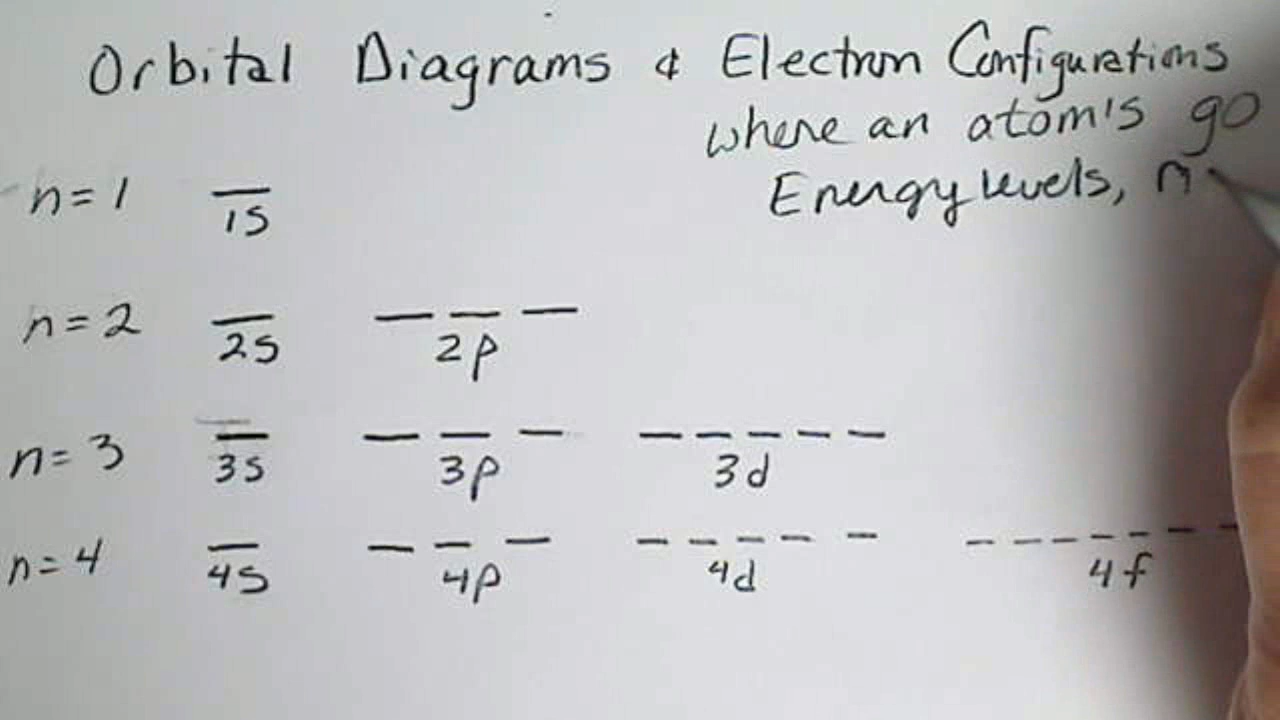 Orbital Diagrams & Electron Configurations
where an atom's go
Energy levels, n
n=1 1s
n=2 2s 2p
n=3 3s 3p 3d
n=4 4s 4p 4d 4f